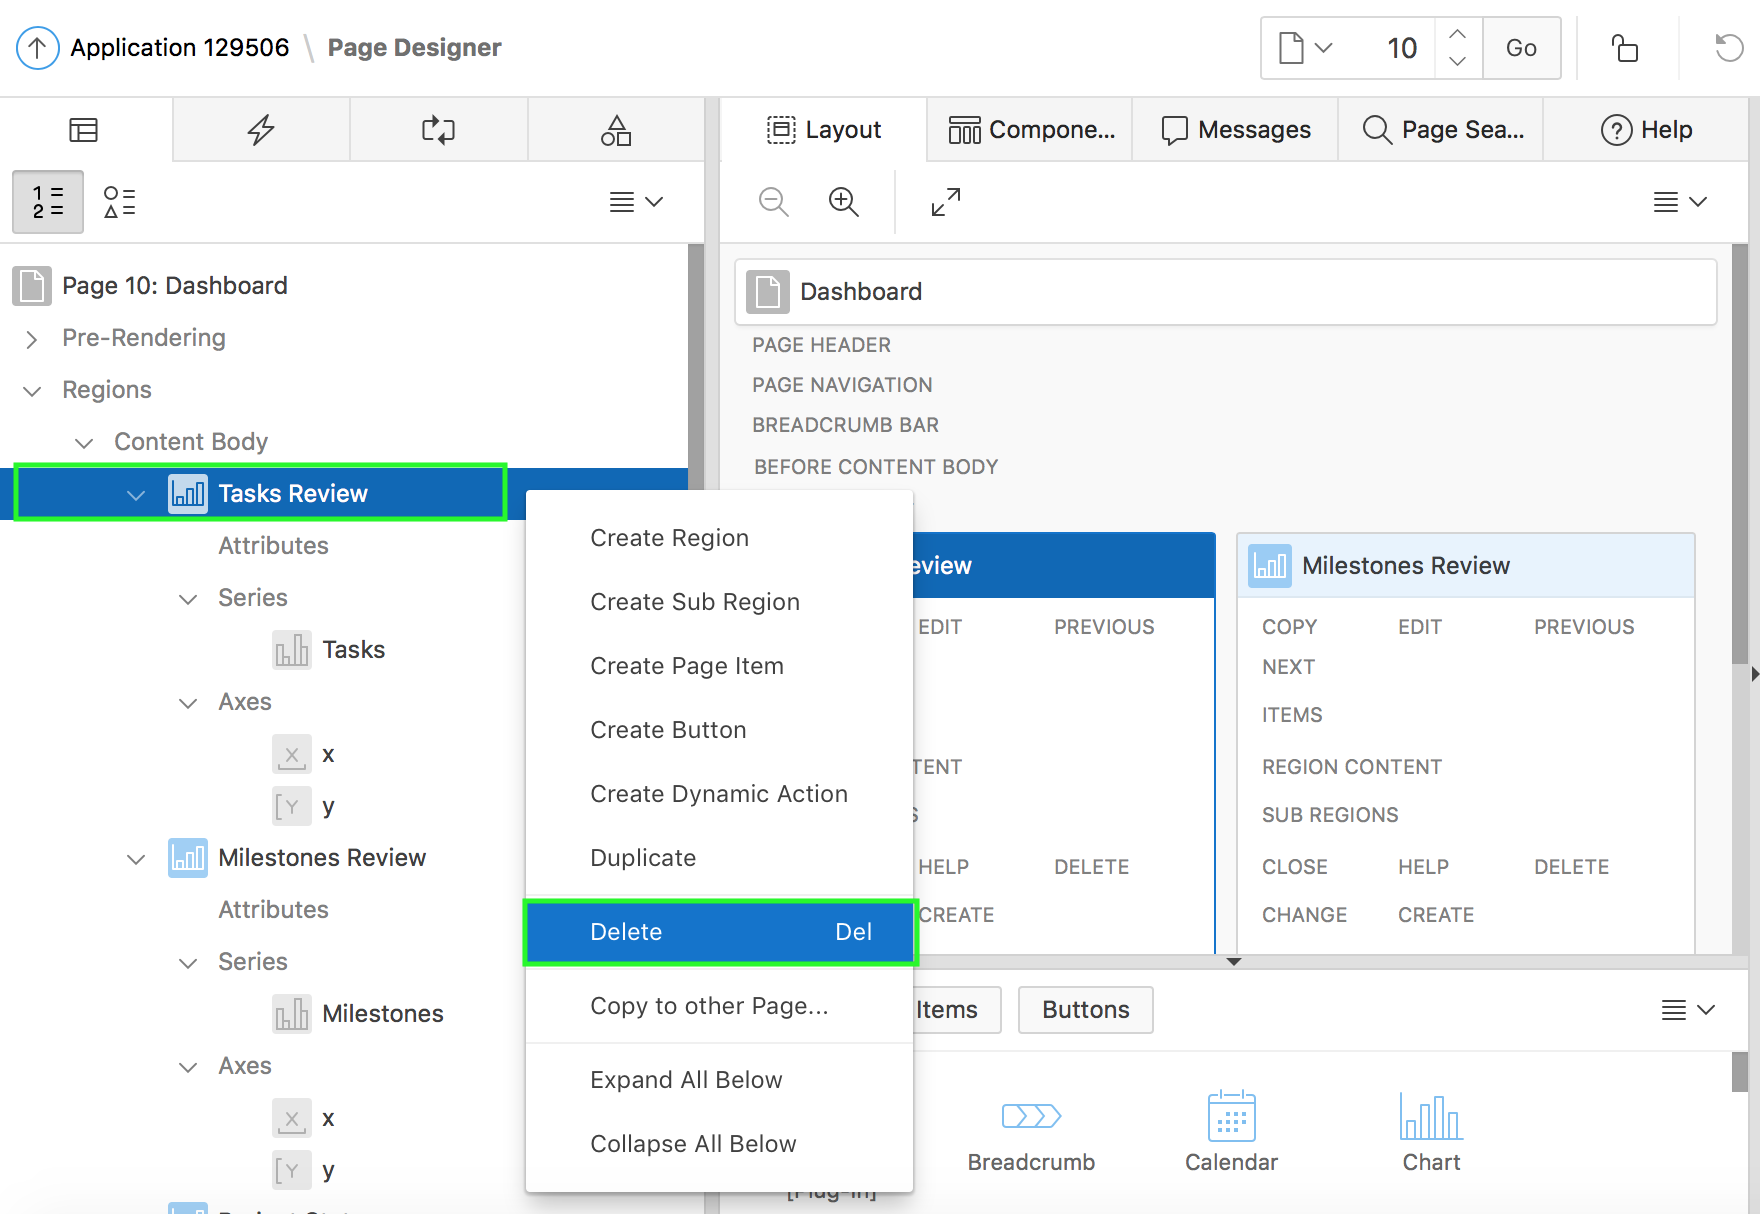 Application 129506 \ Page Designer
10
Go
Layout
Compone...
Messages
Page Sea...
Help
1
2
Page 10: Dashboard
Pre-Rendering
Regions
Content Body
Tasks Review
Attributes
Series
Tasks
Axes
x
x
Y
y
Milestones Review
Attributes
Series
Milestones
Axes
x
x
Y
y
Create Region
Create Sub Region
Create Page Item
Create Button
Create Dynamic Action
Duplicate
Delete Del
Copy to other Page...
Expand All Below
Collapse All Below
Dashboard
PAGE HEADER
PAGE NAVIGATION
BREADCRUMB BAR
BEFORE CONTENT BODY
eview
EDIT PREVIOUS
TENT
S
HELP DELETE
CREATE
Milestones Review
COPY EDIT PREVIOUS
NEXT
ITEMS
REGION CONTENT
SUB REGIONS
CLOSE HELP DELETE
CHANGE CREATE
Items
Buttons
Breadcrumb
Calendar
Chart
[Plug-In]